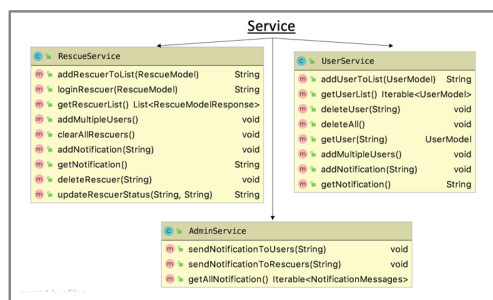 Service
RescueService
addRescuerToList(RescueModel) String
loginRescuer(RescueModel) String
getRescuerList() List<RescueModelResponse>
addMultipleUsers() void
clearAllRescuers() void
addNotification(String) void
getNotification() String
deleteRescuer(String) void
updateRescuerStatus(String, String) String
UserService
addUserToList(UserModel) String
getUserList() Iterable<UserModel>
deleteUser(String) void
deleteAll() void
getUser(String) UserModel
addMultipleUsers() void
addNotification(String) void
getNotification() String
AdminService
sendNotificationToUsers(String) void
sendNotificationToRescuers(String) void
getAllNotification() Iterable<NotificationMessages>